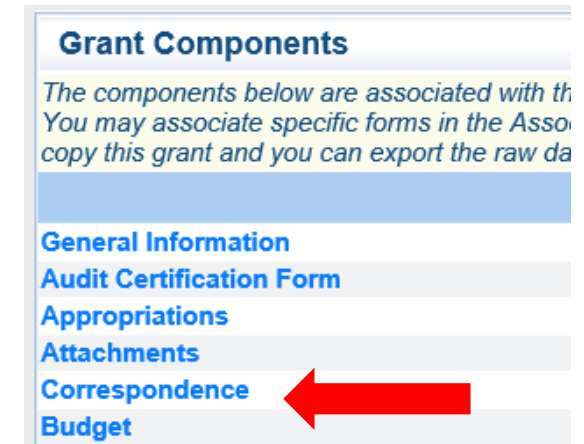 Grant Components
The components below are associated with th
You may associate specific forms in the Asso
copy this grant and you can export the raw da
General Information
Audit Certification Form
Appropriations
Attachments
Correspondence
Budget